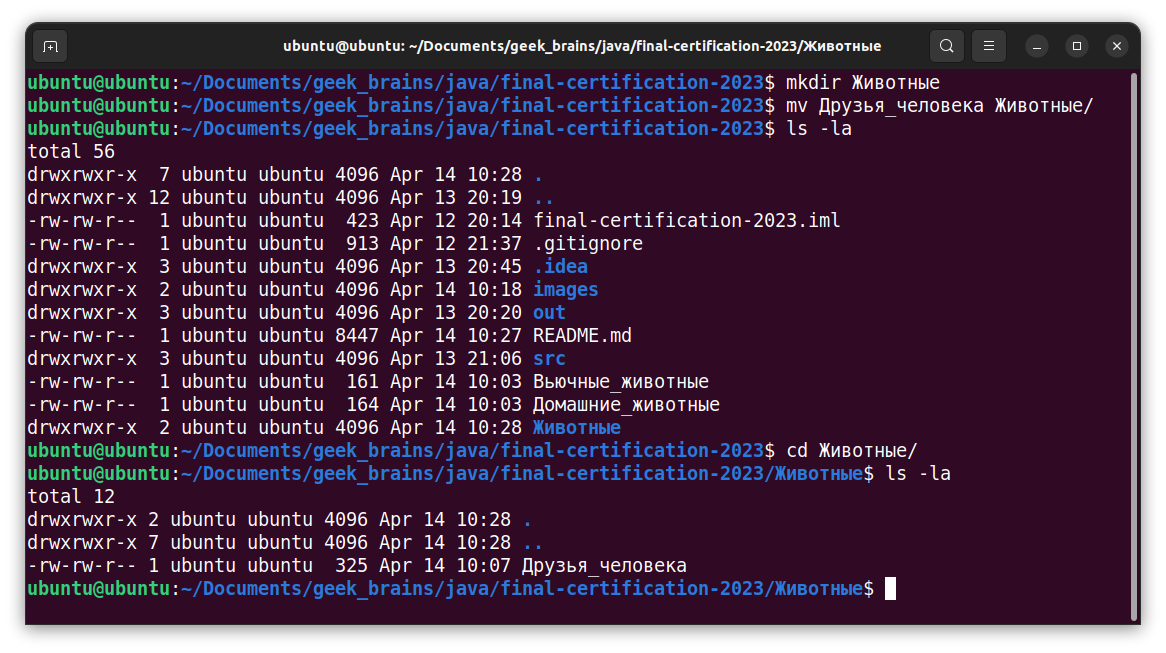 ubuntu@ubuntu: ~/Documents/geek_brains/java/final-certification-2023/Животные
ubuntu@ubuntu:~/Documents/geek_brains/java/final-certification-2023$ mkdir Животные
ubuntu@ubuntu:~/Documents/geek_brains/java/final-certification-2023$ mv Друзья_человека Животные/
ubuntu@ubuntu:~/Documents/geek_brains/java/final-certification-2023$ ls -la
total 56
drwxrwxr-x  7 ubuntu ubuntu 4096 Apr 14 10:28 .
drwxrwxr-x 12 ubuntu ubuntu 4096 Apr 13 20:19 ..
-rw-rw-r--  1 ubuntu ubuntu  423 Apr 12 20:14 final-certification-2023.iml
-rw-rw-r--  1 ubuntu ubuntu  913 Apr 12 21:37 .gitignore
drwxrwxr-x  3 ubuntu ubuntu 4096 Apr 13 20:45 .idea
drwxrwxr-x  2 ubuntu ubuntu 4096 Apr 14 10:18 images
drwxrwxr-x  3 ubuntu ubuntu 4096 Apr 13 20:20 out
-rw-rw-r--  1 ubuntu ubuntu 8447 Apr 14 10:27 README.md
drwxrwxr-x  3 ubuntu ubuntu 4096 Apr 13 21:06 src
-rw-rw-r--  1 ubuntu ubuntu  161 Apr 14 10:03 Вьючные_животные
-rw-rw-r--  1 ubuntu ubuntu  164 Apr 14 10:03 Домашние_животные
drwxrwxr-x  2 ubuntu ubuntu 4096 Apr 14 10:28 Животные
ubuntu@ubuntu:~/Documents/geek_brains/java/final-certification-2023$ cd Животные/
ubuntu@ubuntu:~/Documents/geek_brains/java/final-certification-2023/Животные$ ls -la
total 12
drwxrwxr-x 2 ubuntu ubuntu 4096 Apr 14 10:28 .
drwxrwxr-x 7 ubuntu ubuntu 4096 Apr 14 10:28 ..
-rw-rw-r-- 1 ubuntu ubuntu  325 Apr 14 10:07 Друзья_человека
ubuntu@ubuntu:~/Documents/geek_brains/java/final-certification-2023/Животные$